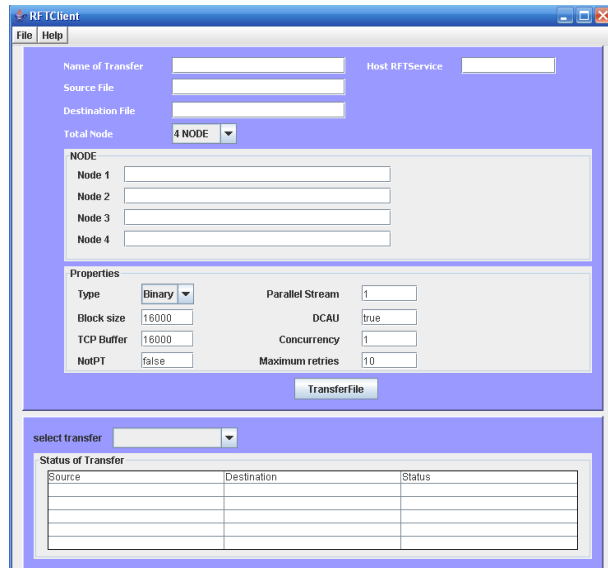 RFTClient
File Help
Name of Transfer Host RFTService
Source File
Destination File
Total Node 4 NODE
NODE
Node 1
Node 2
Node 3
Node 4
Properties
Type Binary Parallel Stream 1
Block size 16000 DCAU true
TCP Buffer 16000 Concurrency 1
NotPT false Maximum retries 10
TransferFile
select transfer
Status of Transfer
Source Destination Status